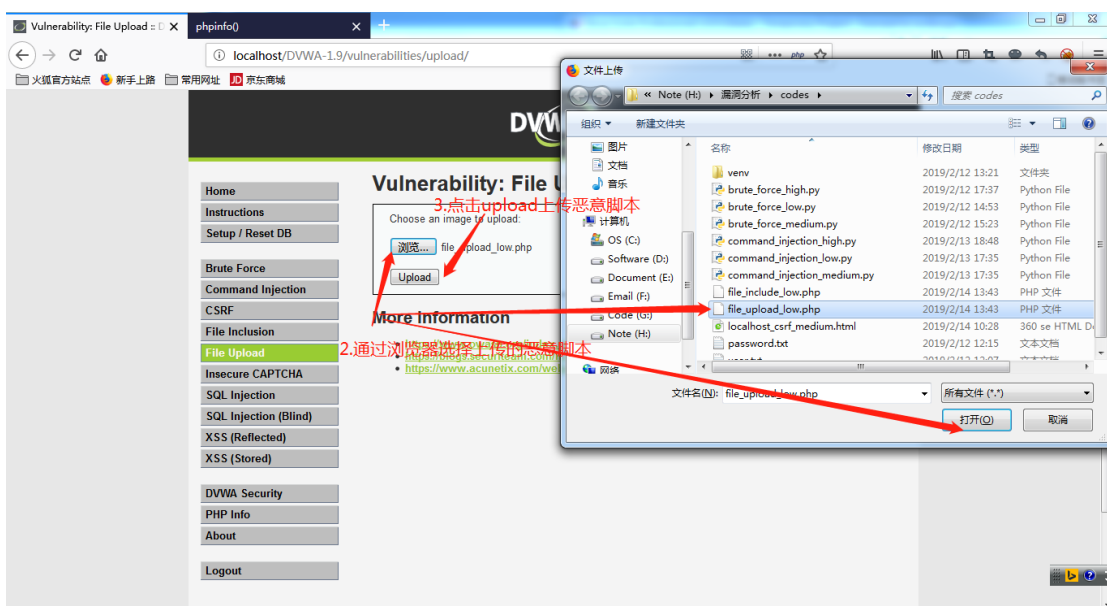 Vulnerability: File Upload :: D
phpinfo()
localhost/DVWA-1.9/vulnerabilities/upload/
火狐官方站点 新手上路 常用网址 JD 京东商城
DVWA
Home
Instructions
Setup / Reset DB
Brute Force
Command Injection
CSRF
File Inclusion
File Upload
Insecure CAPTCHA
SQL Injection
SQL Injection (Blind)
XSS (Reflected)
XSS (Stored)
DVWA Security
PHP Info
About
Logout
Vulnerability: File
3.点击upload上传恶意脚本
Choose an image to upload:
浏览... file_upload_low.php
Upload
More Information
2.通过浏览器选择上传的恶意脚本
https://www.acunetix.com/we
文件上传
« Note (H:) 漏洞分析 codes
搜索 codes
组织 新建文件夹
图片
文档
音乐
计算机
OS (C:)
Software (D:)
Document (E:)
Email (F:)
Code (G:)
Note (H:)
网络
名称 修改日期 类型
venv 2019/2/12 13:21 文件夹
brute_force_high.py 2019/2/12 17:37 Python File
brute_force_low.py 2019/2/12 14:53 Python File
brute_force_medium.py 2019/2/12 15:23 Python File
command_injection_high.py 2019/2/13 18:48 Python File
command_injection_low.py 2019/2/13 17:35 Python File
command_injection_medium.py 2019/2/13 17:35 Python File
file_include_low.php 2019/2/14 13:43 PHP 文件
file_upload_low.php 2019/2/14 13:43 PHP 文件
localhost_csrf_medium.html 2019/2/14 10:28 360 se HTML D
password.txt 2019/2/12 12:15 文本文档
文件名(N): file_upload_low.php 所有文件 (*.*)
打开(O) 取消